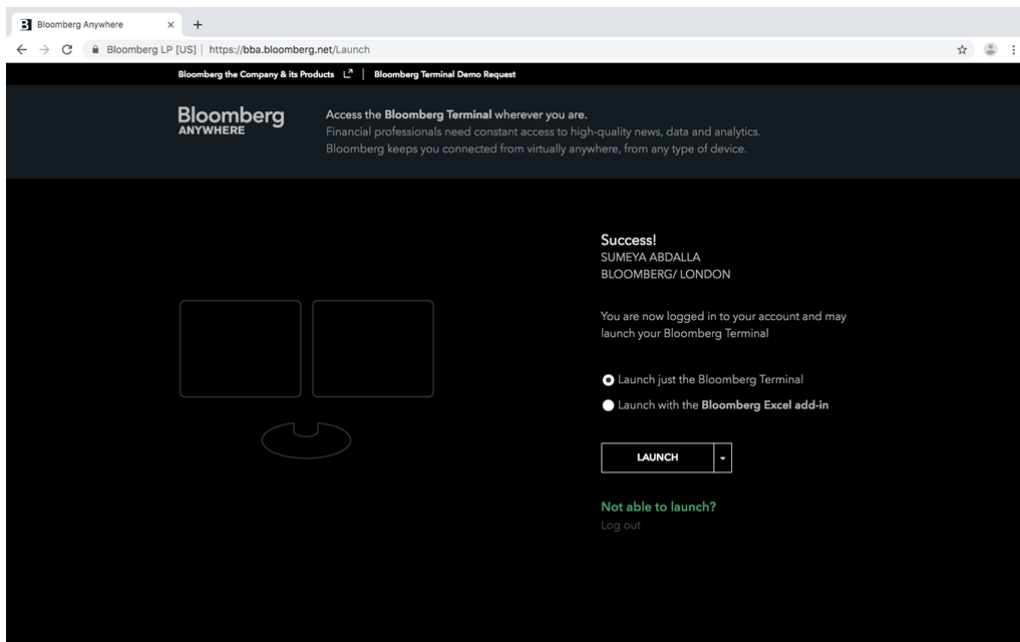 Bloomberg Anywhere
Bloomberg LP [US] | https://bba.bloomberg.net/Launch
Bloomberg the Company & its Products | Bloomberg Terminal Demo Request
Bloomberg
ANYWHERE
Access the Bloomberg Terminal wherever you are.
Financial professionals need constant access to high-quality news, data and analytics.
Bloomberg keeps you connected from virtually anywhere, from any type of device.
Success!
SUMEYA ABDALLA
BLOOMBERG/ LONDON
You are now logged in to your account and may
launch your Bloomberg Terminal
Launch just the Bloomberg Terminal
Launch with the Bloomberg Excel add-in
LAUNCH
Not able to launch?
Log out